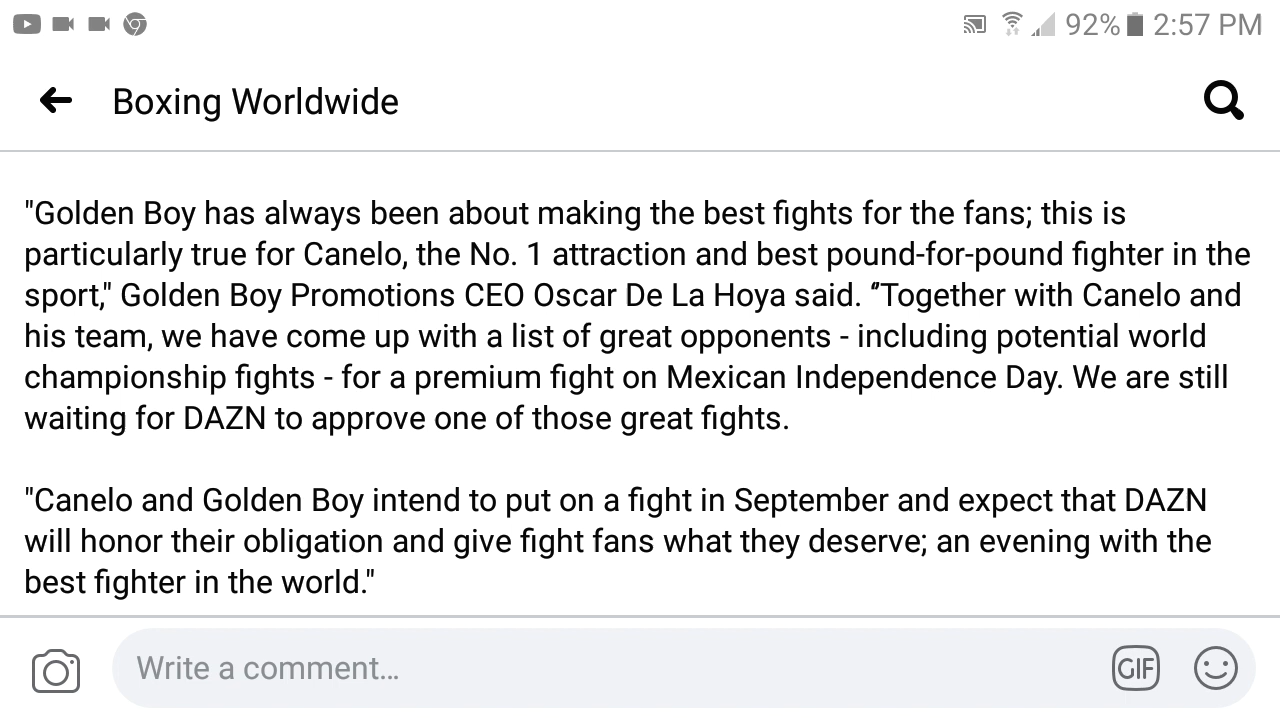 92% 2:57 PM
Boxing Worldwide
"Golden Boy has always been about making the best fights for the fans; this is
particularly true for Canelo, the No. 1 attraction and best pound-for-pound fighter in the
sport," Golden Boy Promotions CEO Oscar De La Hoya said. “Together with Canelo and
his team, we have come up with a list of great opponents - including potential world
championship fights - for a premium fight on Mexican Independence Day. We are still
waiting for DAZN to approve one of those great fights.
"Canelo and Golden Boy intend to put on a fight in September and expect that DAZN
will honor their obligation and give fight fans what they deserve; an evening with the
best fighter in the world."
Write a comment...
GIF